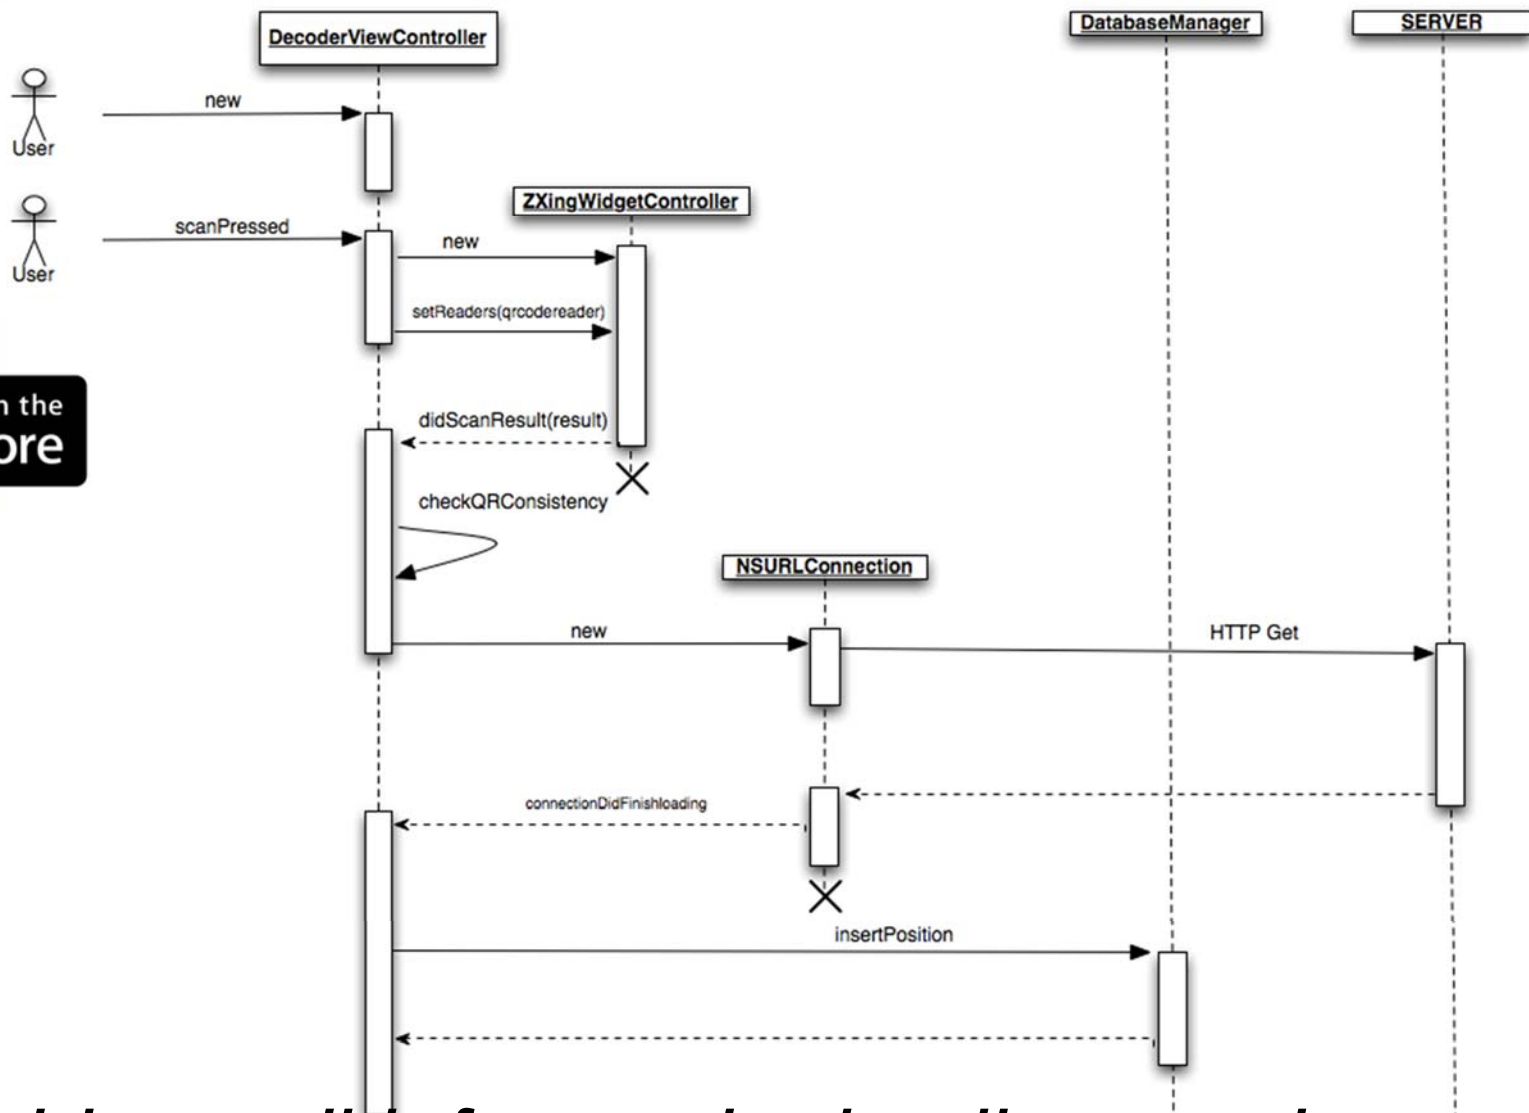 DecoderViewController
DatabaseManager
SERVER
new
User
ZXingWidgetController
scanPressed
new
User
setReaders(qrcodereader)
the
ore
didScanResult(result)
checkQRConsistency
NSURLConnection
new
HTTP Get
connectionDidFinishloading
insertPosition